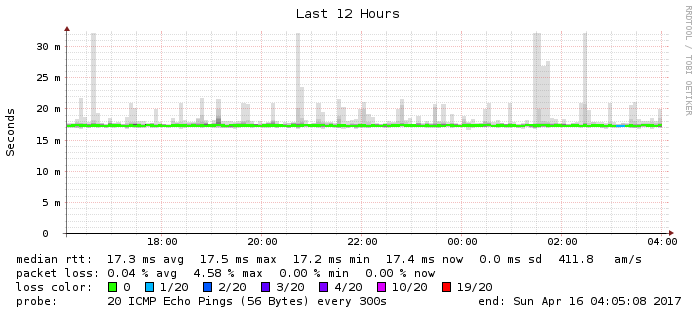 Last 12 Hours
RRDTOOL / TOBI OETIKER
Seconds
30 m
25 m
20 m
15 m
10 m
5 m
0
18:00 20:00 22:00 00:00 02:00 04:00
median rtt: 17.3 ms avg 17.5 ms max 17.2 ms min 17.4 ms now 0.0 ms sd 411.8 am/s
packet loss: 0.04 % avg 4.58 % max 0.00 % min 0.00 % now
loss color: 0 1/20 2/20 3/20 4/20 10/20 19/20
probe: 20 ICMP Echo Pings (56 Bytes) every 300s end: Sun Apr 16 04:05:08 2017